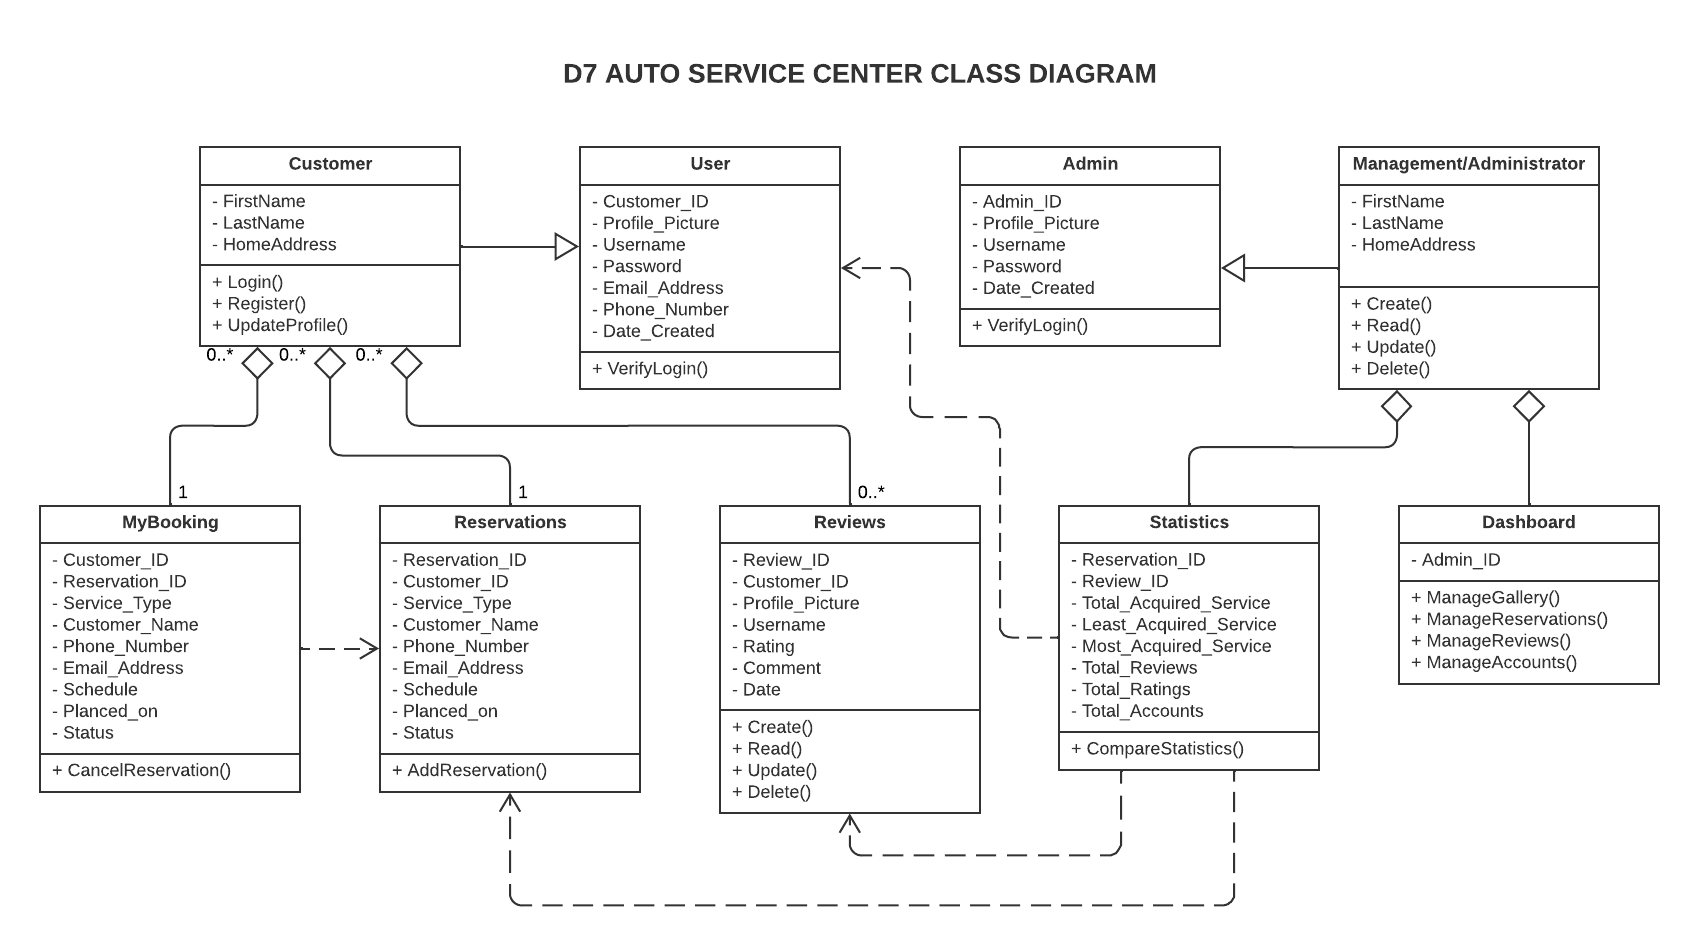 D7 AUTO SERVICE CENTER CLASS DIAGRAM
Customer
- FirstName
- LastName
- HomeAddress
+ Login()
+ Register()
+ UpdateProfile()
User
- Customer_ID
- Profile_Picture
- Username
- Password
- Email_Address
- Phone_Number
- Date_Created
+ VerifyLogin()
Admin
- Admin_ID
- Profile_Picture
- Username
- Password
- Date_Created
+ VerifyLogin()
Management/Administrator
- FirstName
- LastName
- HomeAddress
+ Create()
+ Read()
+ Update()
+ Delete()
0..*
0..*
0..*
1
1
0..*
MyBooking
- Customer_ID
- Reservation_ID
- Service_Type
- Customer_Name
- Phone_Number
- Email_Address
- Schedule
- Planced_on
- Status
+ CancelReservation()
Reservations
- Reservation_ID
- Customer_ID
- Service_Type
- Customer_Name
- Phone_Number
- Email_Address
- Schedule
- Planced_on
- Status
+ AddReservation()
Reviews
- Review_ID
- Customer_ID
- Profile_Picture
- Username
- Rating
- Comment
- Date
+ Create()
+ Read()
+ Update()
+ Delete()
Statistics
- Reservation_ID
- Review_ID
- Total_Acquired_Service
- Least_Acquired_Service
- Most_Acquired_Service
- Total_Reviews
- Total_Ratings
- Total_Accounts
+ CompareStatistics()
Dashboard
- Admin_ID
+ ManageGallery()
+ ManageReservations()
+ ManageReviews()
+ ManageAccounts()